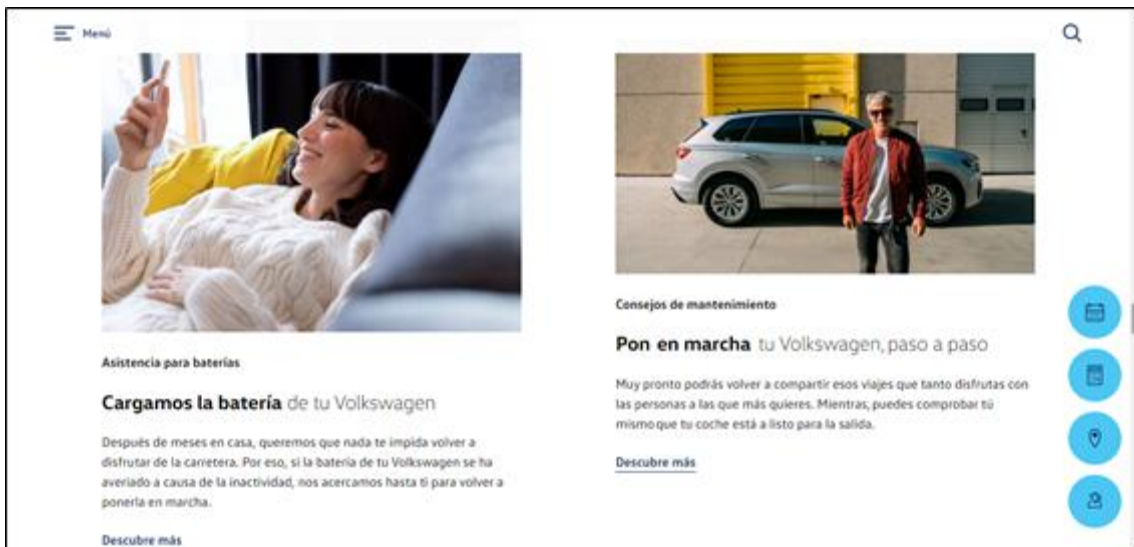 Menú
Asistencia para baterías
Cargamos la batería de tu Volkswagen
Después de meses en casa, queremos que nada te impida volver a
disfrutar de la carretera. Por eso, si la batería de tu Volkswagen se ha
averiado a causa de la inactividad, nos acercamos hasta ti para volver a
ponerla en marcha.
Descubre más
Consejos de mantenimiento
Pon en marcha tu Volkswagen, paso a paso
Muy pronto podrás volver a compartir esos viajes que tanto disfrutas con
las personas a las que más quieres. Mientras, puedes comprobar tú
mismo que tu coche está a listo para la salida.
Descubre más